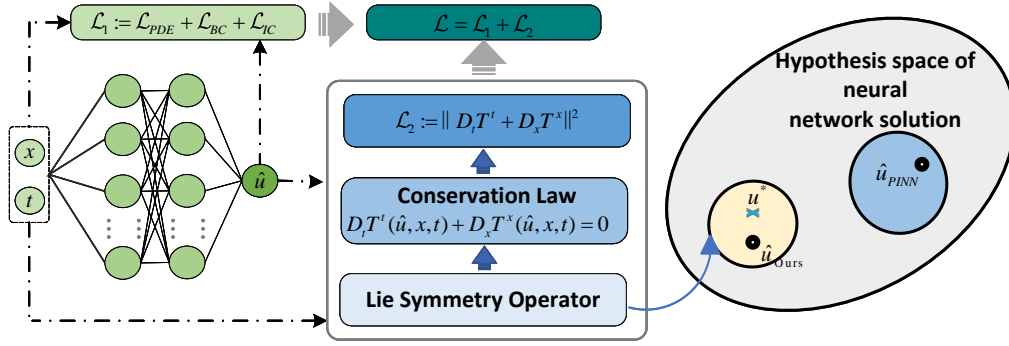 ℒ₁ := ℒ_PDE + ℒ_BC + ℒ_IC
ℒ = ℒ₁ + ℒ₂
x
t
û
ℒ₂ := || D_t T^t + D_x T^x ||²
Conservation Law
D_t T^t (û, x, t) + D_x T^x (û, x, t) = 0
Lie Symmetry Operator
Hypothesis space of
neural
network solution
û_PINN
u*
û_Ours